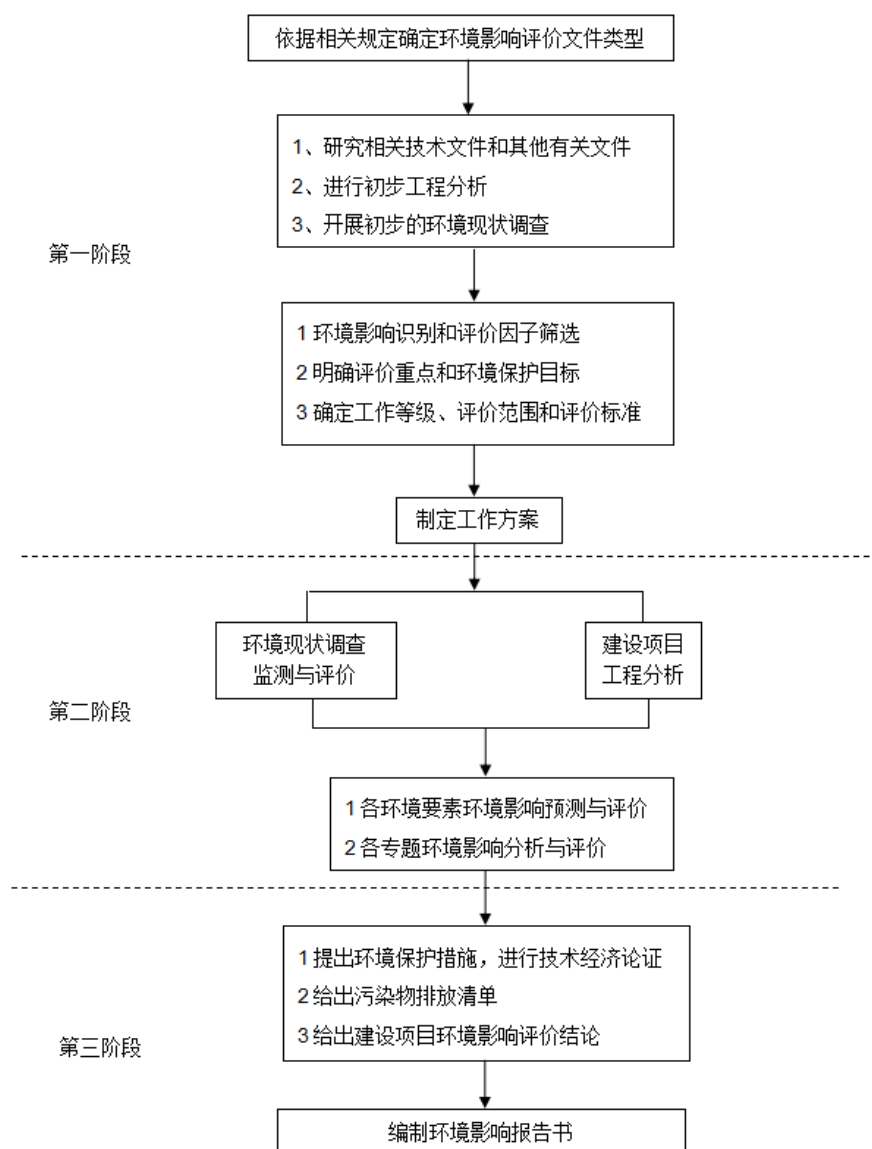 依据相关规定确定环境影响评价文件类型
1、研究相关技术文件和其他有关文件
2、进行初步工程分析
3、开展初步的环境现状调查
第一阶段
1 环境影响识别和评价因子筛选
2 明确评价重点和环境保护目标
3 确定工作等级、评价范围和评价标准
制定工作方案
环境现状调查
监测与评价
建设项目
工程分析
第二阶段
1 各环境要素环境影响预测与评价
2 各专题环境影响分析与评价
1 提出环境保护措施，进行技术经济论证
2 给出污染物排放清单
3 给出建设项目环境影响评价结论
第三阶段
编制环境影响报告书